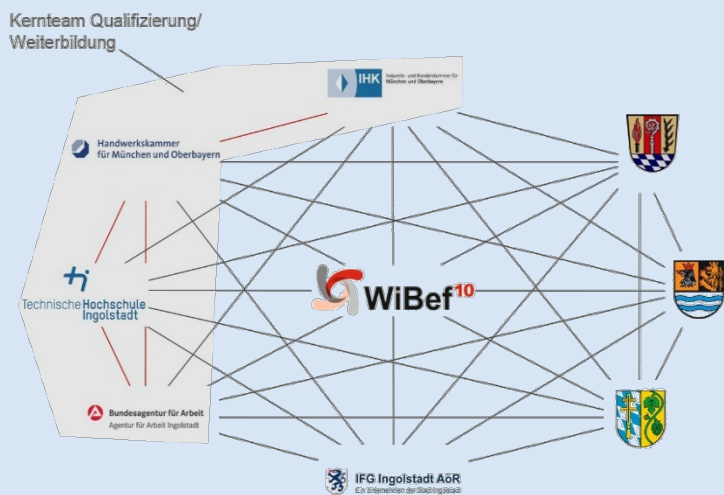 Kernteam Qualifizierung/
Weiterbildung
IHK
Industrie- und Handelskammer für
München und Oberbayern
Handwerkskammer
für München und Oberbayern
Technische Hochschule
Ingolstadt
WiBef10
Bundesagentur für Arbeit
Agentur für Arbeit Ingolstadt
IFG Ingolstadt AöR
Ein Unternehmen der Stadt Ingolstadt